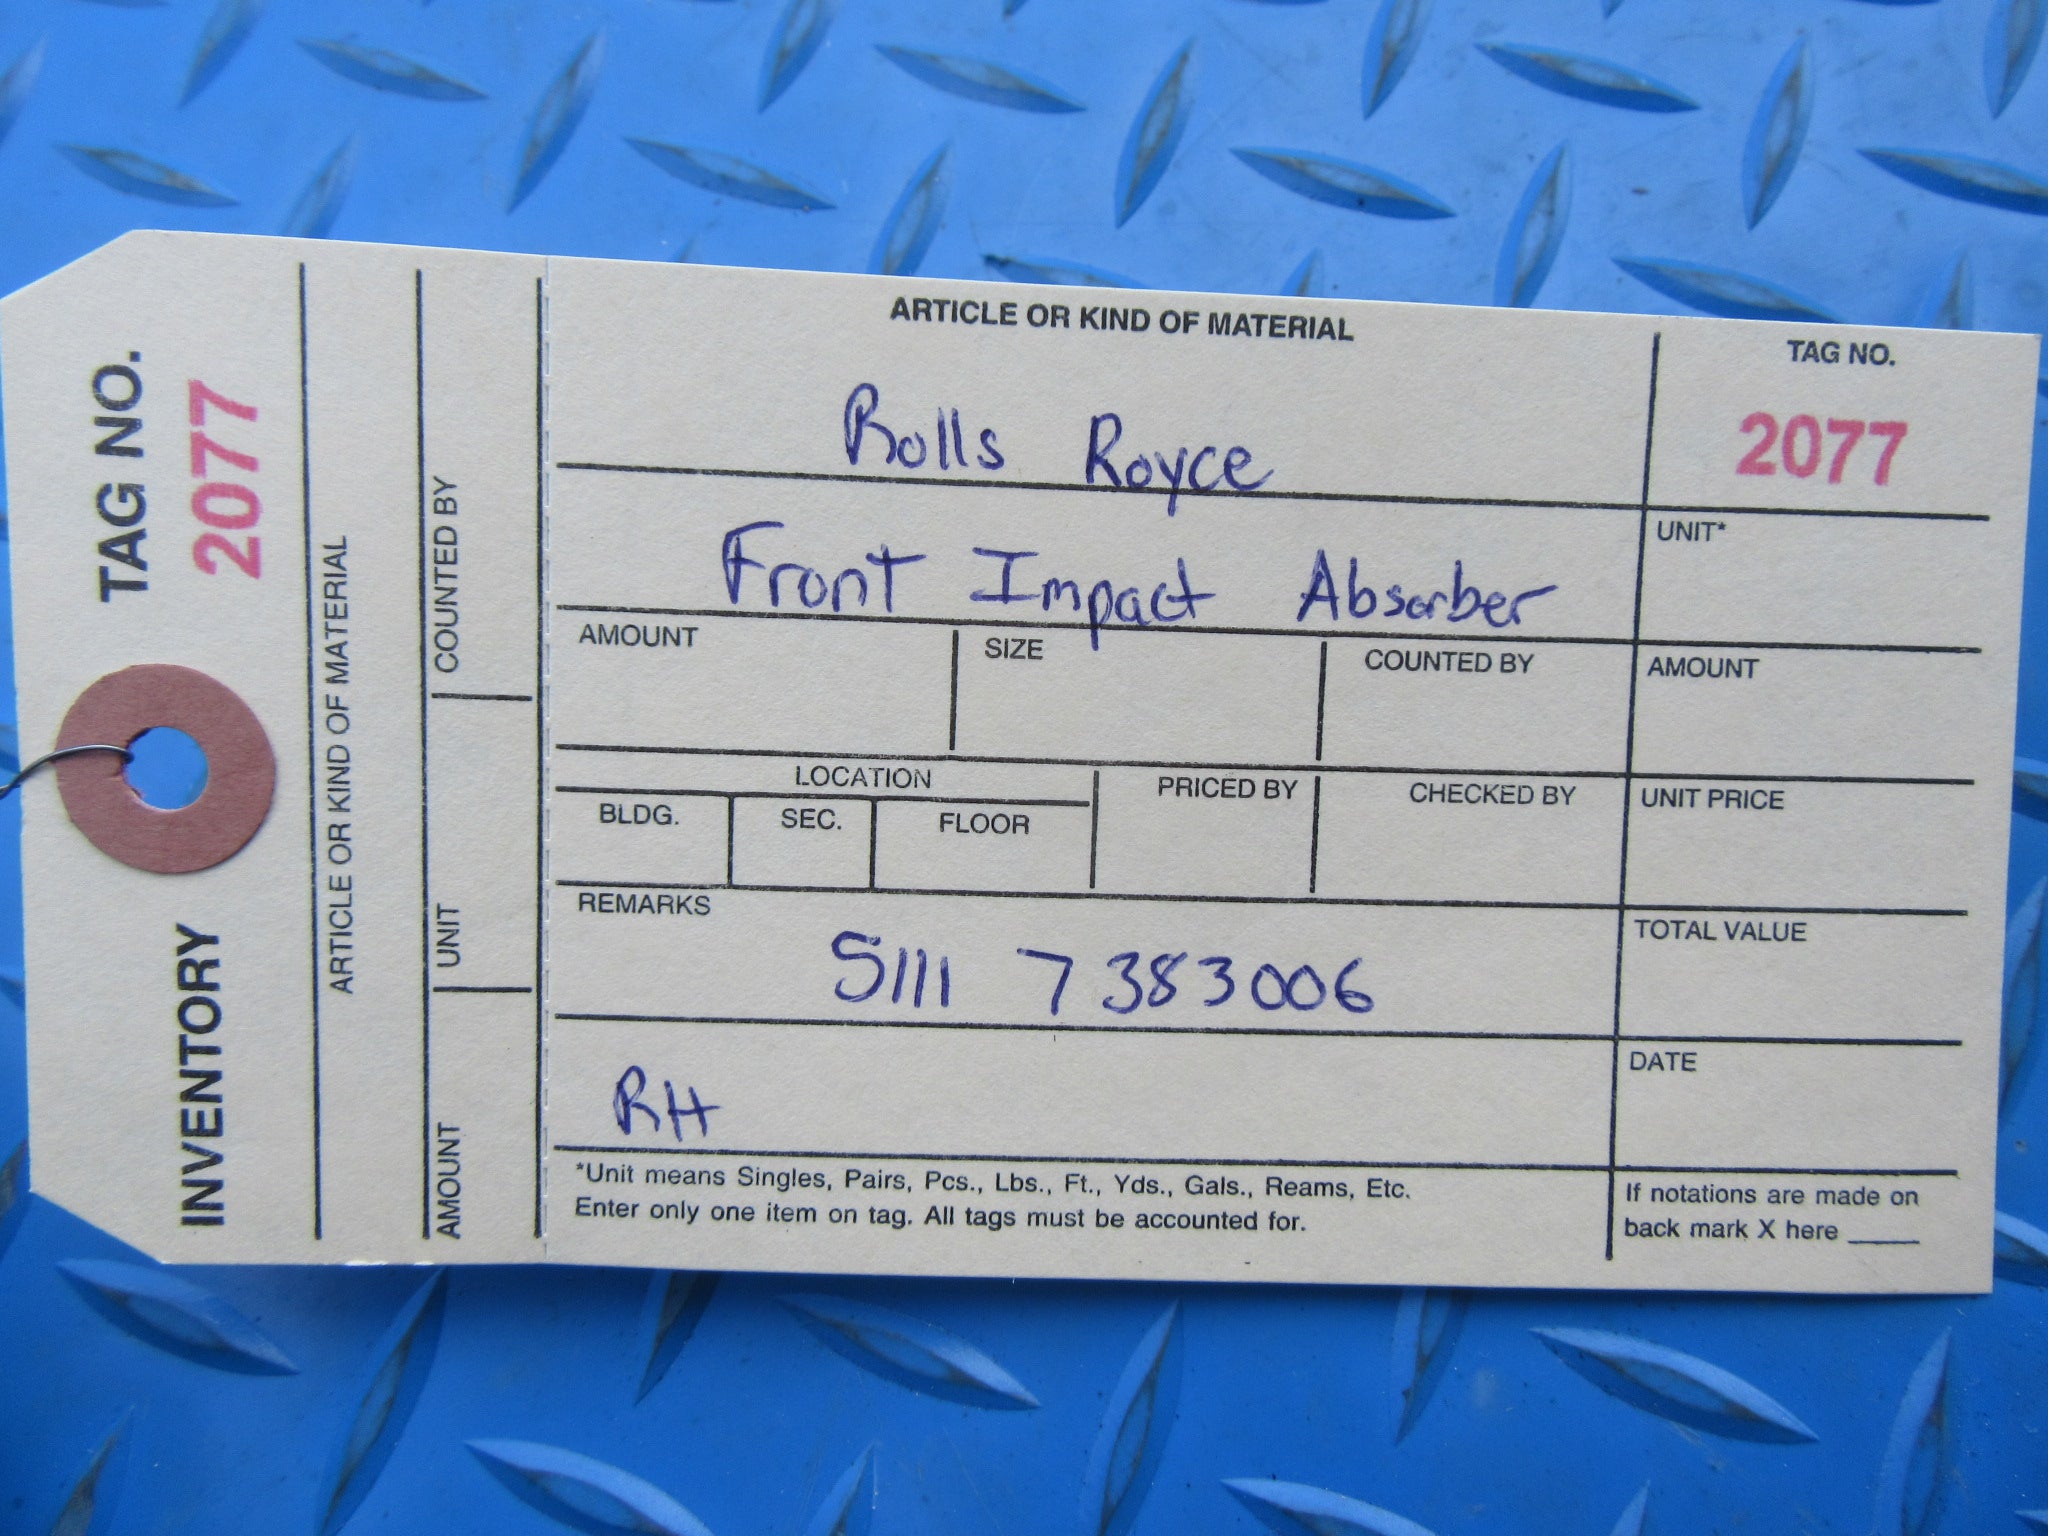 TAG NO.
2077
INVENTORY
ARTICLE OR KIND OF MATERIAL
COUNTED BY
UNIT
AMOUNT
ARTICLE OR KIND OF MATERIAL
Rolls Royce
Front Impact Absorber
TAG NO.
2077
UNIT*
AMOUNT
SIZE
COUNTED BY
AMOUNT
LOCATION
BLDG.
SEC.
FLOOR
PRICED BY
CHECKED BY
UNIT PRICE
REMARKS
5111 7383006
TOTAL VALUE
RH
DATE
*Unit means Singles, Pairs, Pcs., Lbs., Ft., Yds., Gals., Reams, Etc.
Enter only one item on tag. All tags must be accounted for.
If notations are made on
back mark X here ____